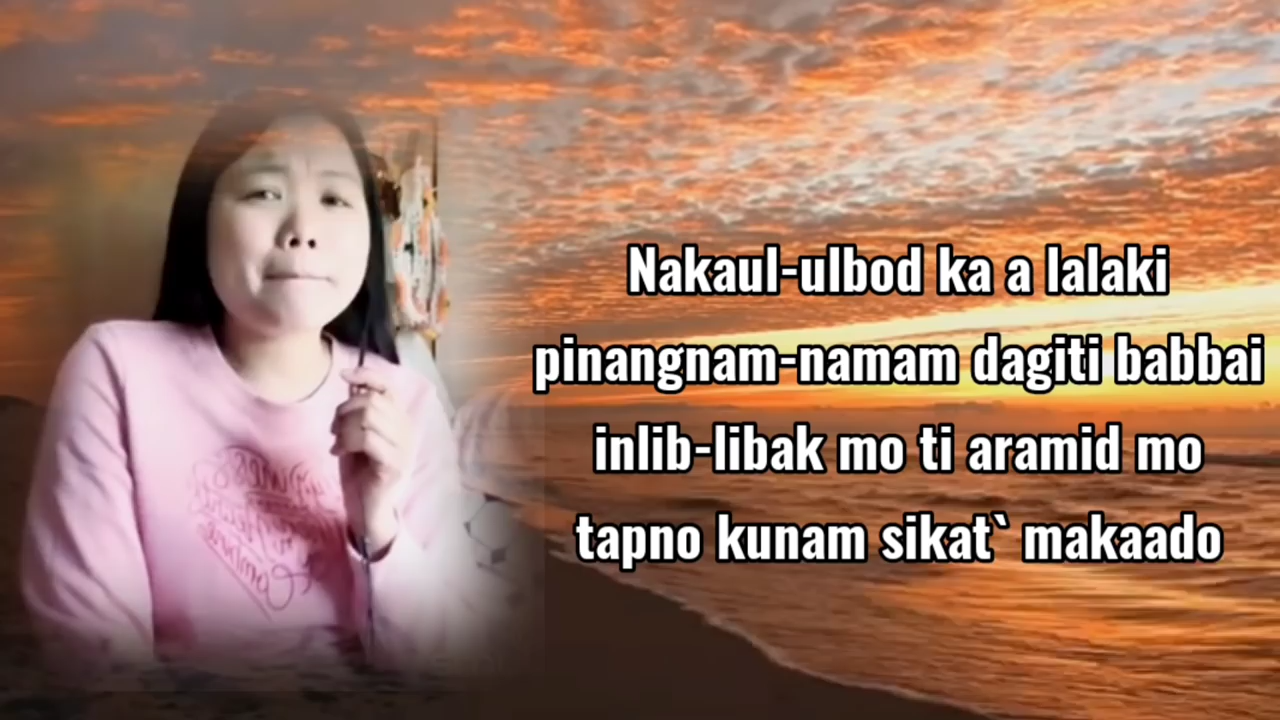 Nakaul-ulbod ka a lalaki
pinangnam-namam dagiti babbai
inlib-libak mo ti aramid mo
tapno kunam sikat` makaado